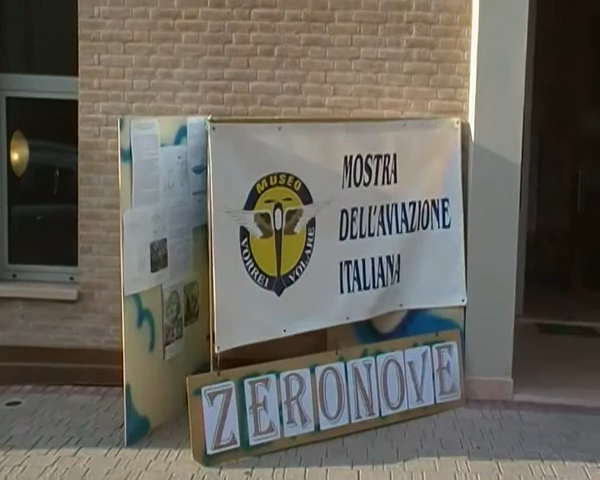 MUSEO
VORREI VOLARE
MOSTRA
DELL'AVIAZIONE
ITALIANA
ZERONOVE